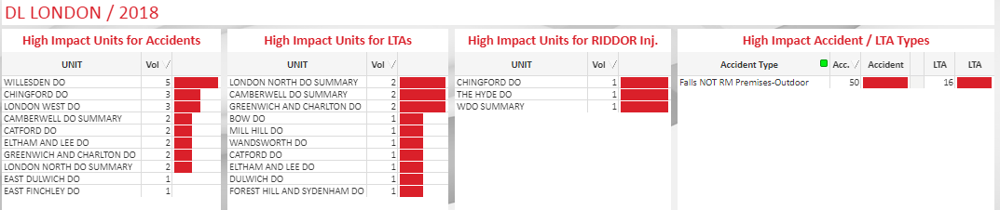 DL LONDON / 2018
High Impact Units for Accidents
UNIT Vol /
WILLESDEN DO 5
CHINGFORD DO 3
LONDON WEST DO 3
CAMBERWELL DO SUMMARY 2
CATFORD DO 2
ELTHAM AND LEE DO 2
GREENWICH AND CHARLTON DO 2
LONDON NORTH DO SUMMARY 2
EAST DULWICH DO 1
EAST FINCHLEY DO 1
High Impact Units for LTAs
UNIT Vol /
LONDON NORTH DO SUMMARY 2
CAMBERWELL DO SUMMARY 2
GREENWICH AND CHARLTON DO 2
BOW DO 1
MILL HILL DO 1
WANDSWORTH DO 1
CATFORD DO 1
ELTHAM AND LEE DO 1
DULWICH DO 1
FOREST HILL AND SYDENHAM DO 1
High Impact Units for RIDDOR Inj.
UNIT Vol /
CHINGFORD DO 1
THE HYDE DO 1
WDO SUMMARY 1
High Impact Accident / LTA Types
Accident Type Acc. / Accident LTA LTA
Falls NOT RM Premises-Outdoor 50 16